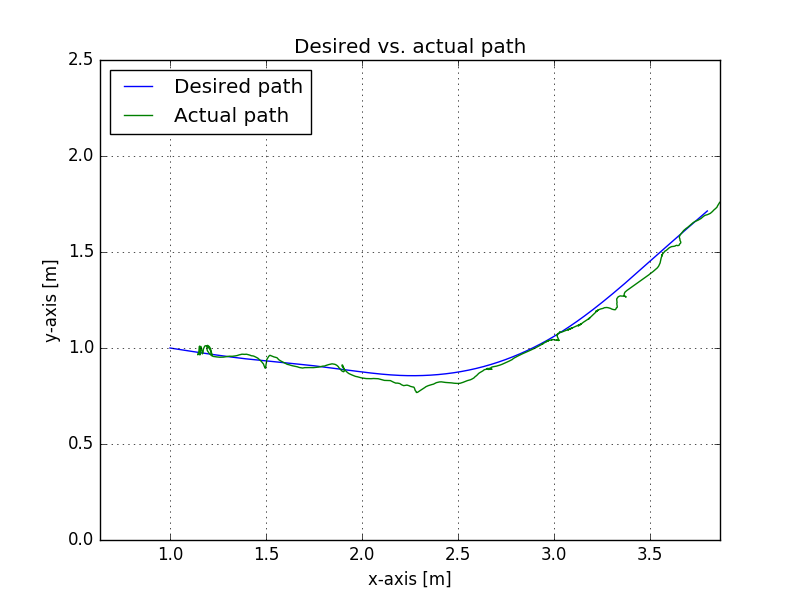 Desired vs. actual path
Desired path
Actual path
2.5
2.0
1.5
1.0
0.5
0.0
y-axis [m]
1.0 1.5 2.0 2.5 3.0 3.5
x-axis [m]